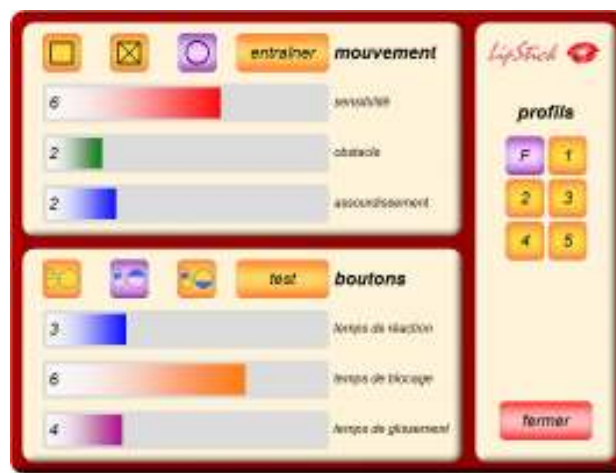 entraîner mouvement
6 sensibilité
2 obstacle
2 assourdissement
test boutons
3 temps de réaction
6 temps de blocage
4 temps de glissement
LipStick
profils
F 1
2 3
4 5
fermer